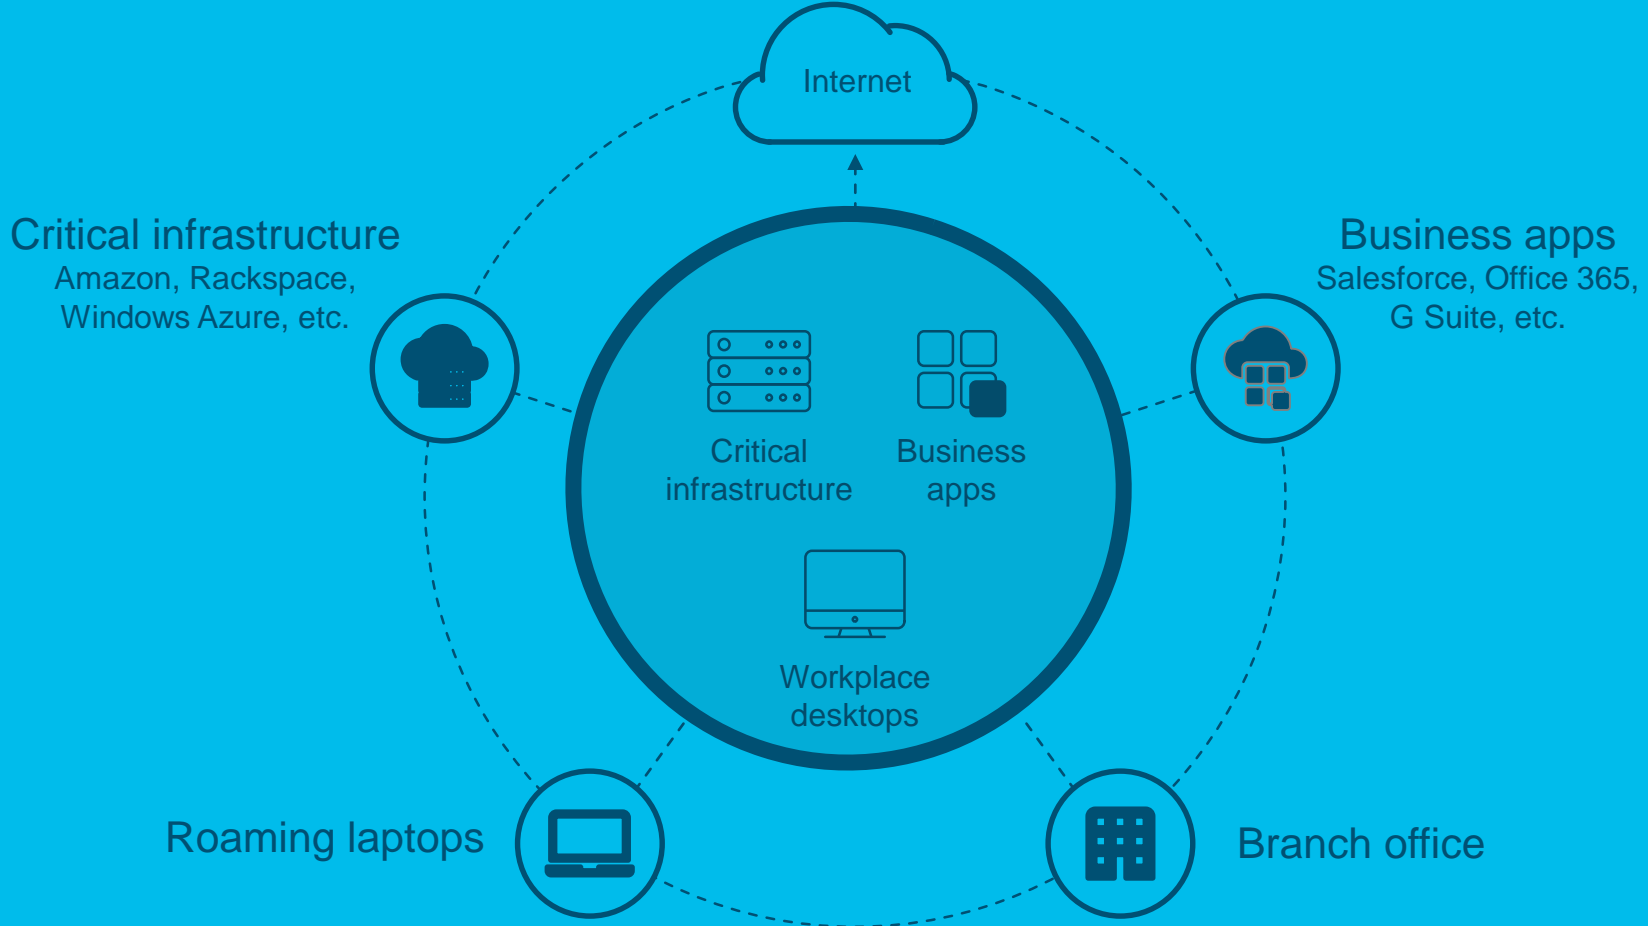 Internet
Critical infrastructure
Amazon, Rackspace,
Windows Azure, etc.
Business apps
Salesforce, Office 365,
G Suite, etc.
Critical
infrastructure
Business
apps
Workplace
desktops
Roaming laptops
Branch office